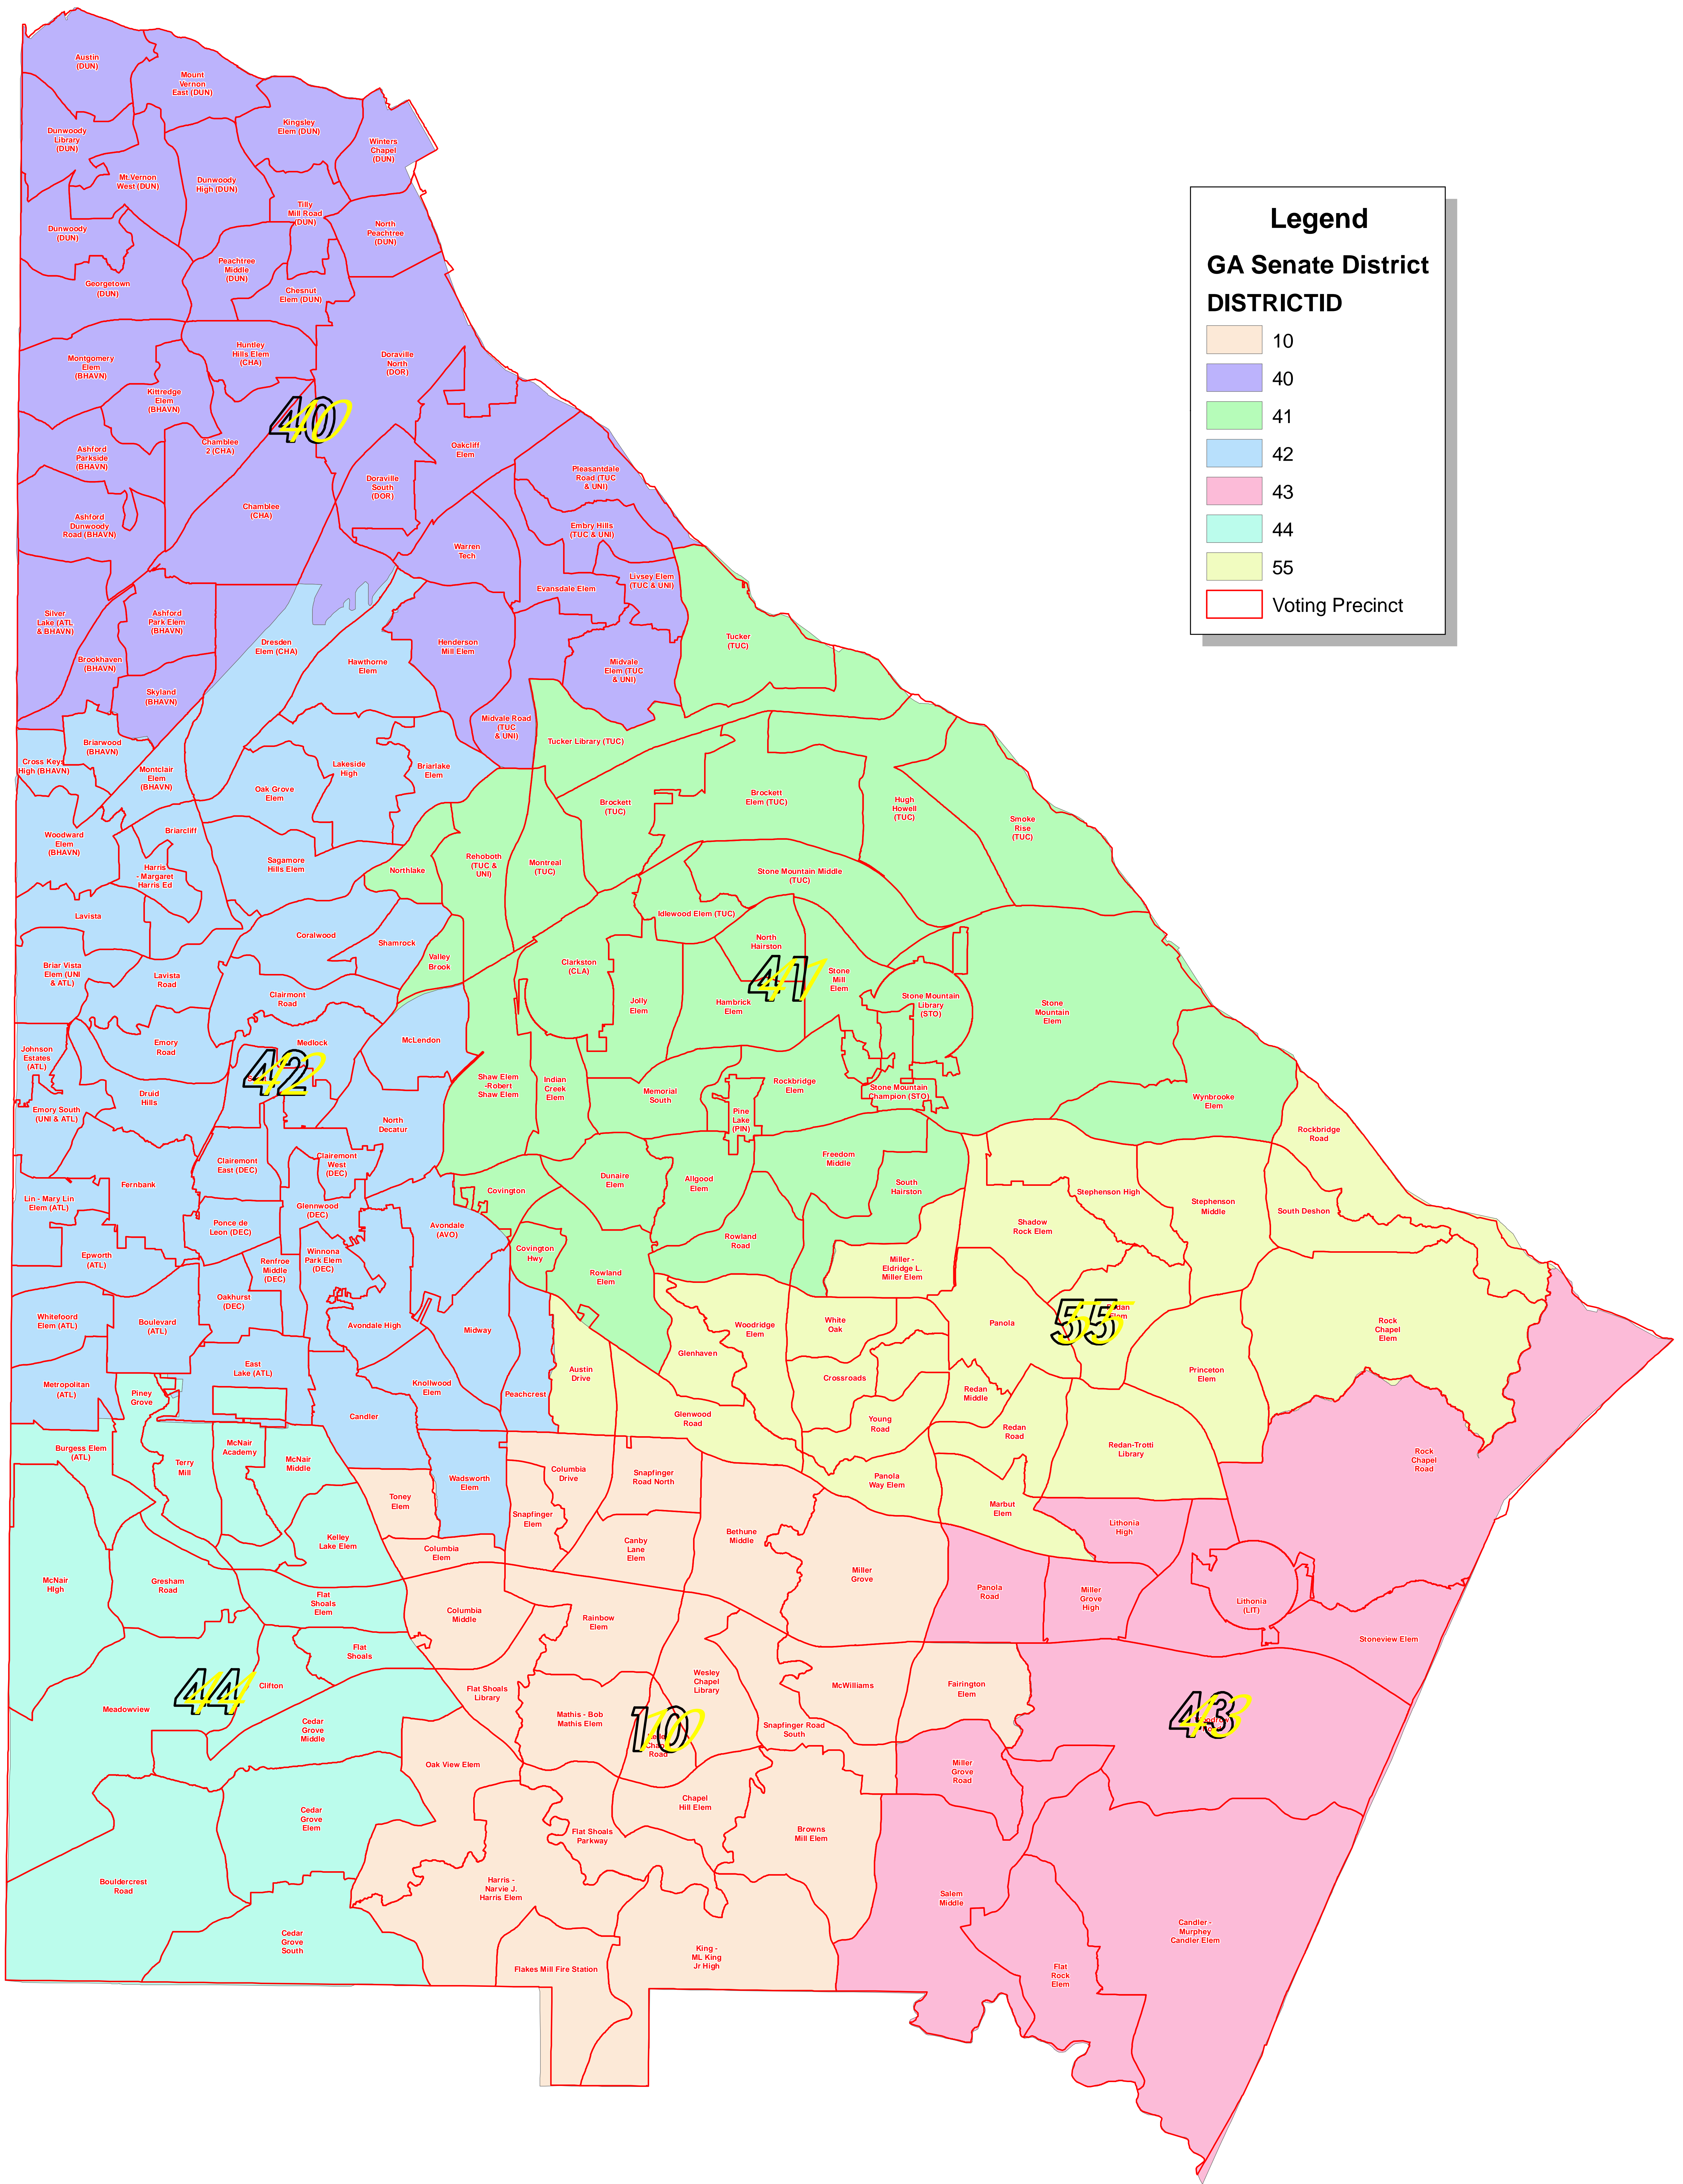 Austin
(DUN)
Mount
Vernon
East (DUN)
Kingsley
Elem (DUN)
Winters
Chapel
(DUN)
Dunwoody
Library
(DUN)
Mt.Vernon
West (DUN)
Dunwoody
High (DUN)
Tilly
Mill Road
(DUN)
North
Peachtree
(DUN)
Dunwoody
(DUN)
Peachtree
Middle
(DUN)
Georgetown
(DUN)
Chesnut
Elem (DUN)
Legend
GA Senate District
DISTRICTID
10
40
41
42
43
44
55
Voting Precinct
Montgomery
Elem
(BHAVN)
Huntley
Hills Elem
(CHA)
Doraville
North
(DOR)
Kittredge
Elem
(BHAVN)
40
40
Chamblee
2 (CHA)
Oakcliff
Elem
Ashford
Parkside
(BHAVN)
Doraville
South
(DOR)
Pleasantdale
Road (TUC
& UNI)
Ashford
Dunwoody
Road (BHAVN)
Chamblee
(CHA)
Embry Hills
(TUC & UNI)
Warren
Tech
Evansdale Elem
Livsey Elem
(TUC & UNI)
Silver
Lake (ATL
& BHAVN)
Ashford
Park Elem
(BHAVN)
Dresden
Elem (CHA)
Henderson
Mill Elem
Tucker
(TUC)
Brookhaven
(BHAVN)
Hawthorne
Elem
Midvale
Elem (TUC
& UNI)
Skyland
(BHAVN)
Midvale Road
(TUC
& UNI)
Tucker Library (TUC)
Briarwood
(BHAVN)
Cross Keys
High (BHAVN)
Montclair
Elem
(BHAVN)
Lakeside
High
Briarlake
Elem
Oak Grove
Elem
Brockett
(TUC)
Brockett
Elem (TUC)
Hugh
Howell
(TUC)
Smoke
Rise
(TUC)
Woodward
Elem
(BHAVN)
Briarcliff
Harris
- Margaret
Harris Ed
Sagamore
Hills Elem
Northlake
Rehoboth
(TUC &
UNI)
Montreal
(TUC)
Stone Mountain Middle
(TUC)
Lavista
Coralwood
Shamrock
Idlewood Elem (TUC)
North
Hairston
Valley
Brook
Clarkston
(CLA)
41
41
Stone
Mill
Elem
Briar Vista
Elem (UNI
& ATL)
Lavista
Road
Clairmont
Road
Jolly
Elem
Hambrick
Elem
Stone Mountain
Library
(STO)
Stone
Mountain
Elem
Johnson
Estates
(ATL)
Emory
Road
Medlock
McLendon
42
42
Shaw Elem
-Robert
Shaw Elem
Indian
Creek
Elem
Memorial
South
Rockbridge
Elem
Stone Mountain
Champion (STO)
Wynbrooke
Elem
Emory South
(UNI & ATL)
Druid
Hills
North
Decatur
Pine
Lake
(PIN)
Rockbridge
Road
Clairemont
East (DEC)
Clairemont
West
(DEC)
Freedom
Middle
Fernbank
Dunaire
Elem
Allgood
Elem
South
Hairston
Stephenson High
Stephenson
Middle
South Deshon
Lin - Mary Lin
Elem (ATL)
Covington
Glennwood
(DEC)
Ponce de
Leon (DEC)
Avondale
(AVO)
Shadow
Rock Elem
Epworth
(ATL)
Renfroe
Middle
(DEC)
Winnona
Park Elem
(DEC)
Covington
Hwy
Rowland
Road
Miller -
Eldridge L.
Miller Elem
Rowland
Elem
Oakhurst
(DEC)
Whitefoord
Elem (ATL)
Boulevard
(ATL)
Avondale High
Midway
Woodridge
Elem
White
Oak
Panola
55
55
Rock
Chapel
Elem
Glenhaven
East
Lake (ATL)
Austin
Drive
Crossroads
Princeton
Elem
Metropolitan
(ATL)
Piney
Grove
Knollwood
Elem
Peachcrest
Redan
Middle
Candler
Glenwood
Road
Young
Road
Redan
Road
Redan-Trotti
Library
Burgess Elem
(ATL)
McNair
Academy
Terry
Mill
McNair
Middle
Rock
Chapel
Road
Wadsworth
Elem
Columbia
Drive
Snapfinger
Road North
Panola
Way Elem
Toney
Elem
Snapfinger
Elem
Marbut
Elem
Lithonia
High
Kelley
Lake Elem
Columbia
Elem
Canby
Lane
Elem
Bethune
Middle
Miller
Grove
McNair
High
Gresham
Road
Flat
Shoals
Elem
Panola
Road
Miller
Grove
High
Lithonia
(LIT)
Columbia
Middle
Rainbow
Elem
Stoneview Elem
Flat
Shoals
44
44
Clifton
Meadowview
Flat Shoals
Library
Wesley
Chapel
Library
McWilliams
Fairington
Elem
Mathis - Bob
Mathis Elem
10
10
Road
Snapfinger Road
South
43
43
Cedar
Grove
Middle
Oak View Elem
Miller
Grove
Road
Cedar
Grove
Elem
Chapel
Hill Elem
Flat Shoals
Parkway
Browns
Mill Elem
Bouldercrest
Road
Harris -
Narvie J.
Harris Elem
Salem
Middle
Candler -
Murphey
Candler Elem
Cedar
Grove
South
King -
ML King
Jr High
Flakes Mill Fire Station
Flat
Rock
Elem